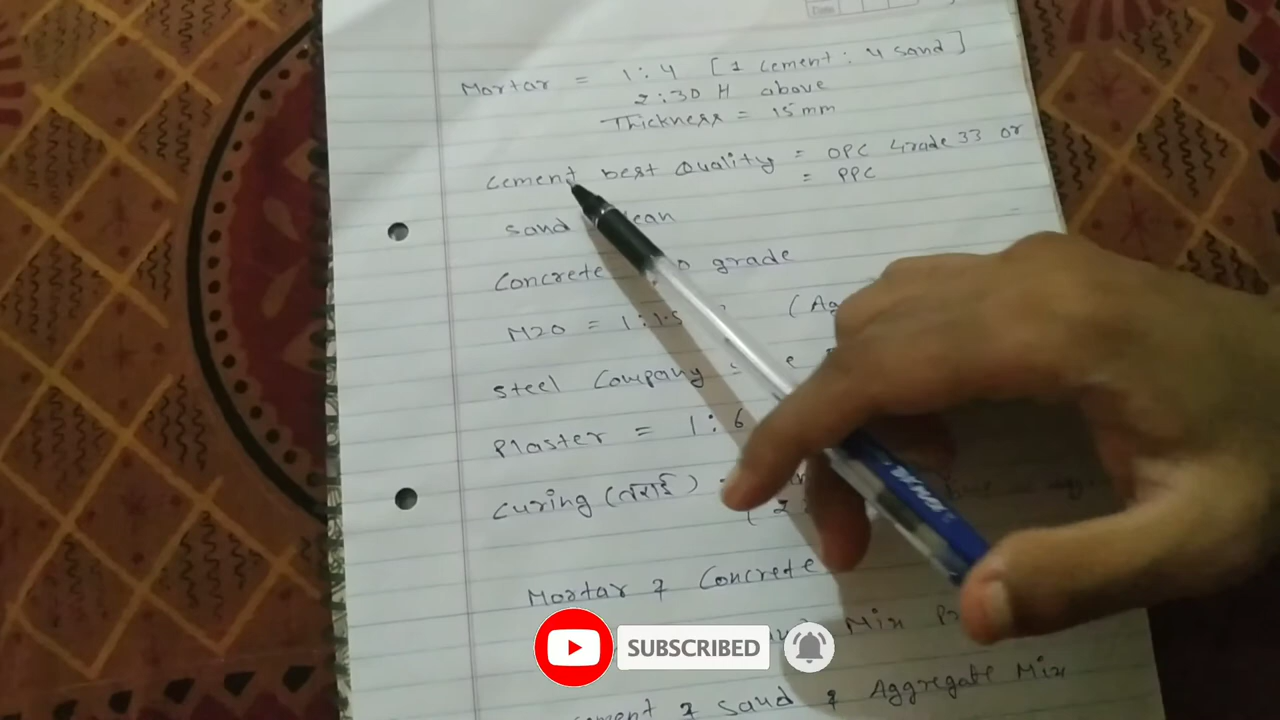 Date
Mortar = 1:4 [1 cement : 4 sand]
2:30 H above
Thickness = 15mm
Cement best Quality = OPC Grade 33 or
= PPC
sand
Concrete grade
M20 = 1:1.5
Steel Company
Plaster = 1:6
Curing (तराई)
Mortar & Concrete
Mix
SUBSCRIBED
Cement & sand & Aggregate Mix